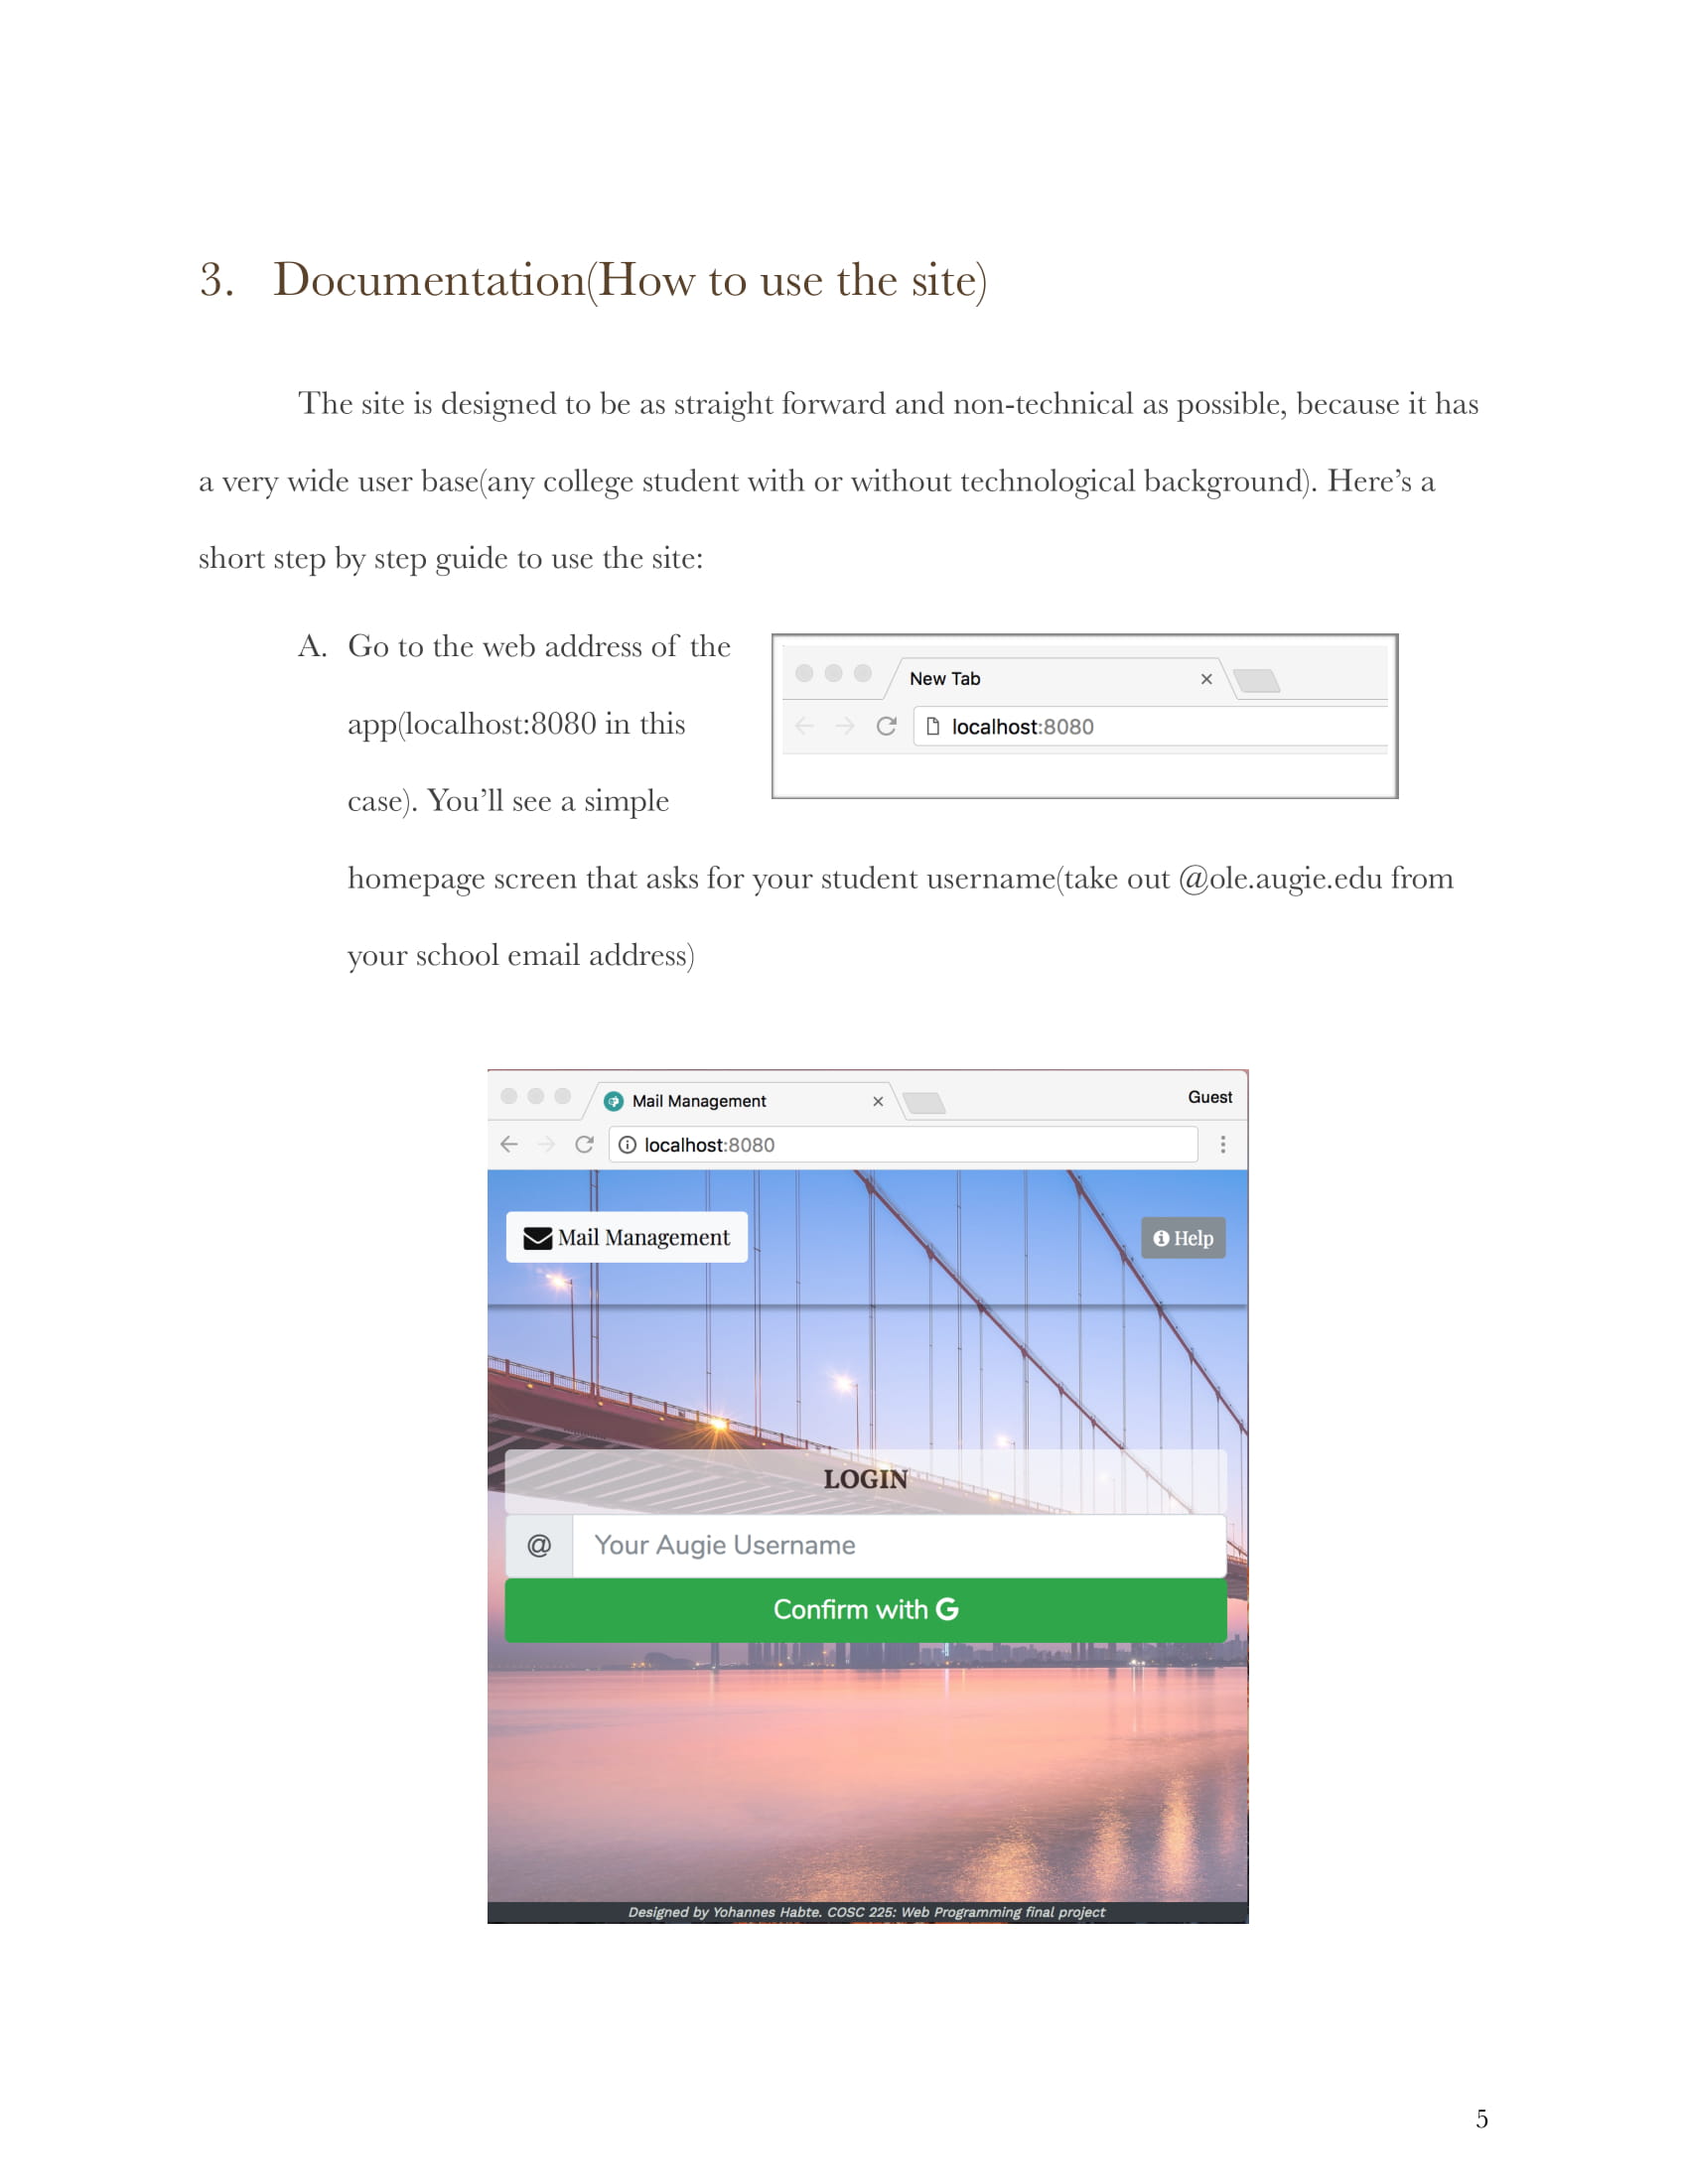 3. Documentation(How to use the site)
The site is designed to be as straight forward and non-technical as possible, because it has
a very wide user base(any college student with or without technological background). Here’s a
short step by step guide to use the site:
A. Go to the web address of the
app(localhost:8080 in this
case). You’ll see a simple
homepage screen that asks for your student username(take out @ole.augie.edu from
your school email address)
New Tab
localhost:8080
Mail Management
Guest
localhost:8080
Mail Management
Help
LOGIN
@ Your Augie Username
Confirm with G
Designed by Yohannes Habte. COSC 225: Web Programming final project
5